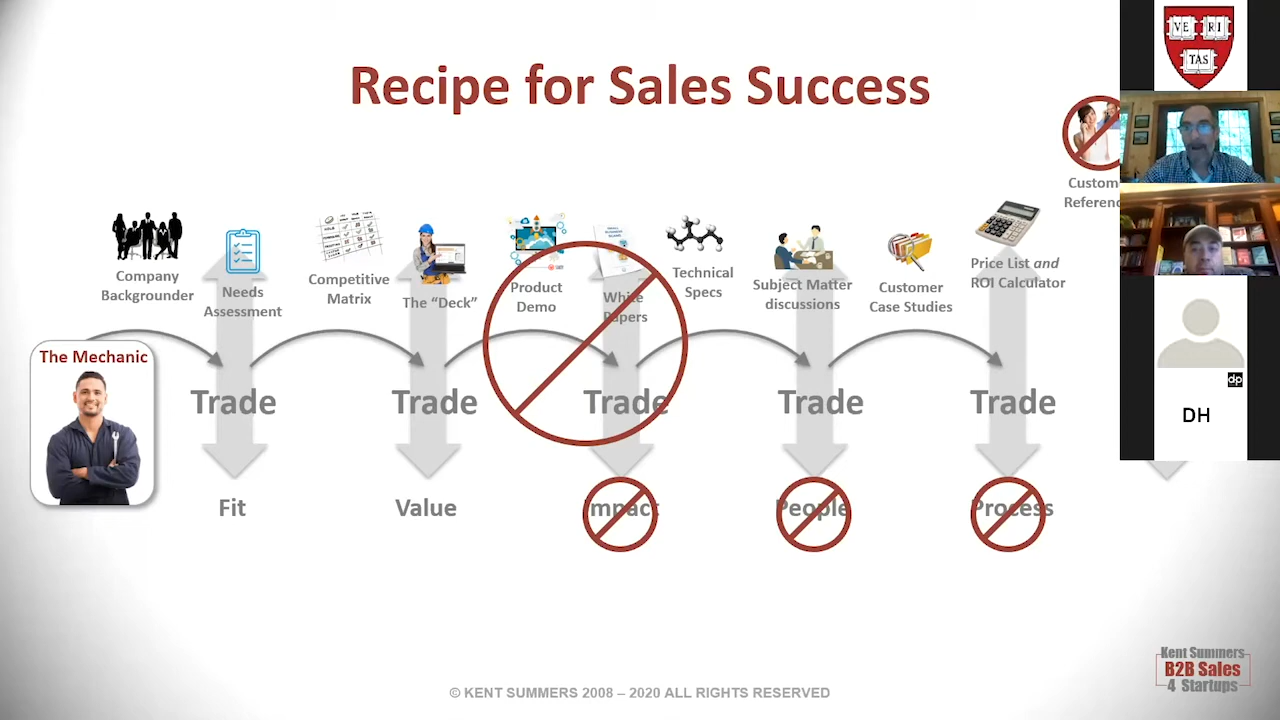 Recipe for Sales Success
VE RI
TAS
Custom
Referenc
Company
Backgrounder
Needs
Assessment
Competitive
Matrix
The “Deck”
Product
Demo
White
Papers
Technical
Specs
Subject Matter
discussions
Customer
Case Studies
Price List and
ROI Calculator
The Mechanic
Trade
Trade
Trade
Trade
Trade
dp
DH
Fit
Value
Impact
People
Process
Kent Summers
B2B Sales
4 Startups
© KENT SUMMERS 2008 – 2020 ALL RIGHTS RESERVED